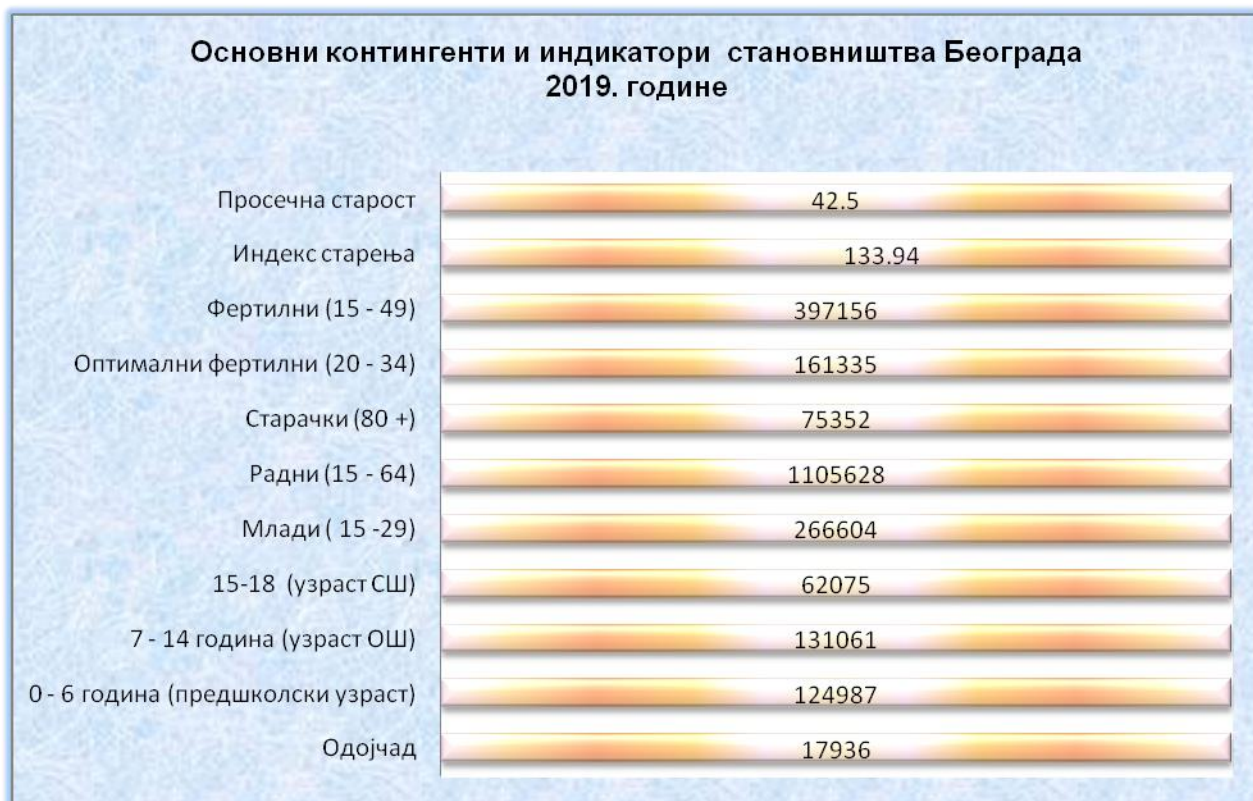 Основни контингенти и индикатори становништва Београда
2019. године
Просечна старост 42.5
Индекс старења 133.94
Фертилни (15 - 49) 397156
Оптимални фертилни (20 - 34) 161335
Старачки (80 +) 75352
Радни (15 - 64) 1105628
Млади ( 15 -29) 266604
15-18 (узраст СШ) 62075
7 - 14 година (узраст ОШ) 131061
0 - 6 година (предшколски узраст) 124987
Одојчад 17936